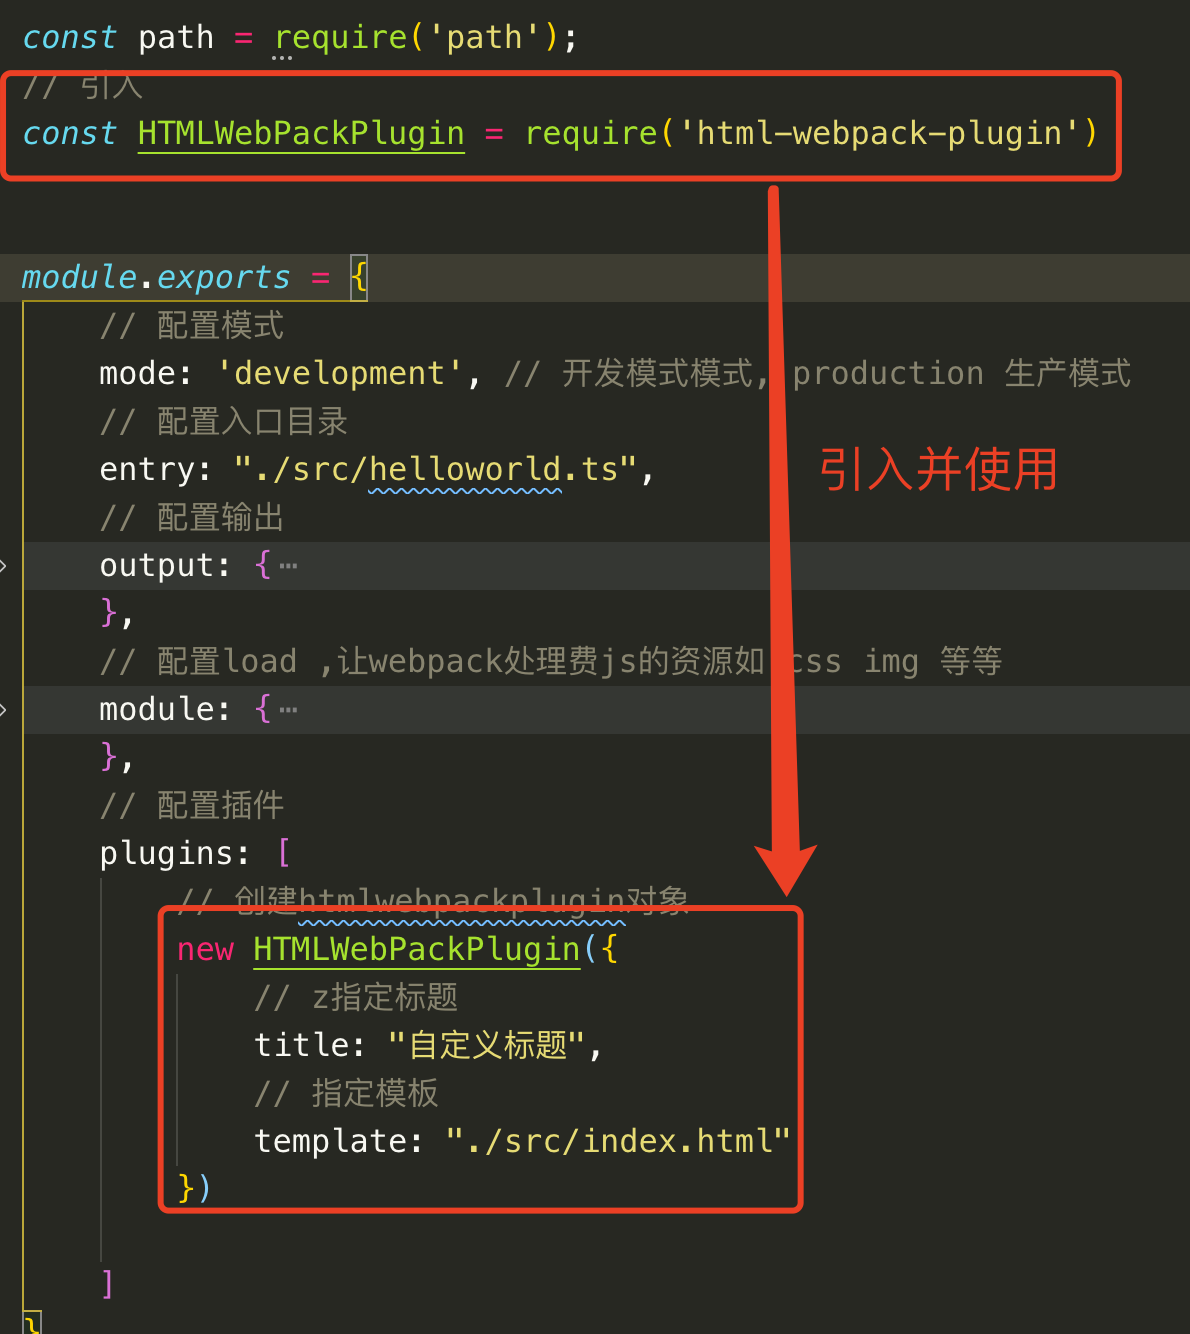 const path = require('path');
// 引入
const HTMLWebPackPlugin = require('html-webpack-plugin')
module.exports = {
// 配置模式
mode: 'development', // 开发模式模式, production 生产模式
// 配置入口目录
entry: "./src/helloworld.ts",
引入并使用
// 配置输出
output: {…
},
// 配置load ,让webpack处理费js的资源如 css img 等等
module: {…
},
// 配置插件
plugins: [
// 创建htmlwebpackplugin对象
new HTMLWebPackPlugin({
// z指定标题
title: "自定义标题",
// 指定模板
template: "./src/index.html"
})
]
}